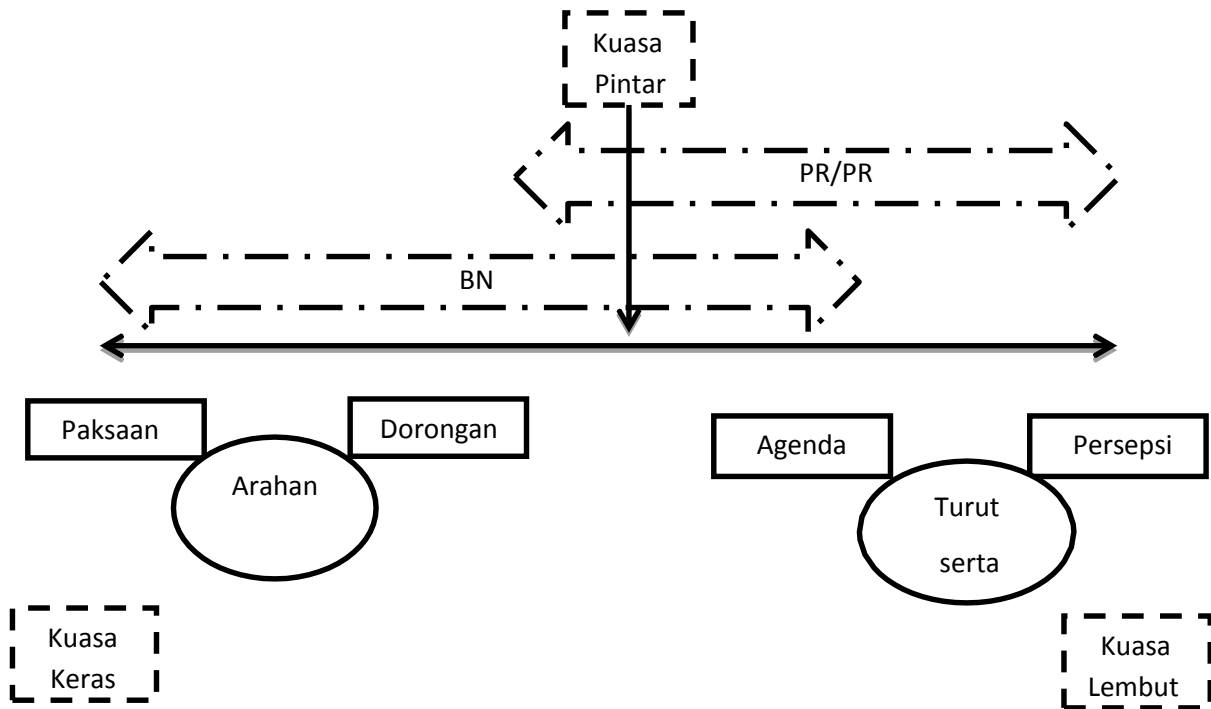 Kuasa
Pintar
PR/PR
BN
Paksaan
Dorongan
Arahan
Agenda
Persepsi
Turut
serta
Kuasa
Keras
Kuasa
Lembut